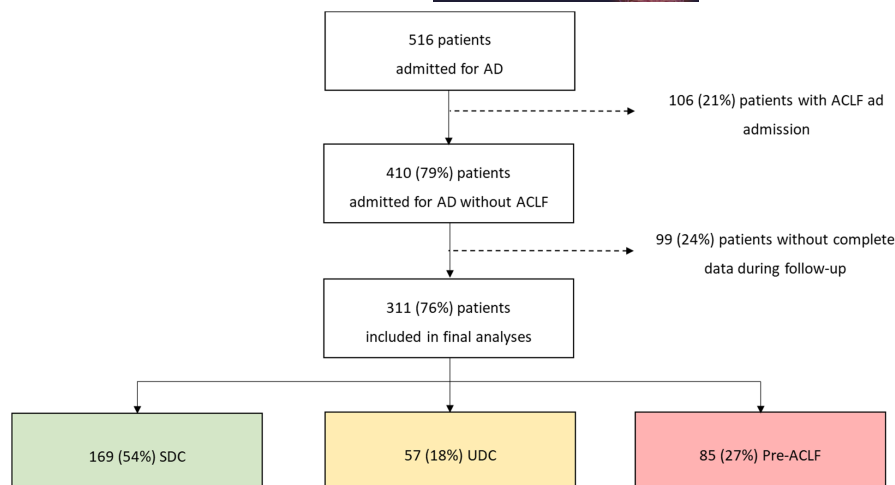 516 patients
admitted for AD
106 (21%) patients with ACLF ad
admission
410 (79%) patients
admitted for AD without ACLF
99 (24%) patients without complete
data during follow-up
311 (76%) patients
included in final analyses
169 (54%) SDC
57 (18%) UDC
85 (27%) Pre-ACLF